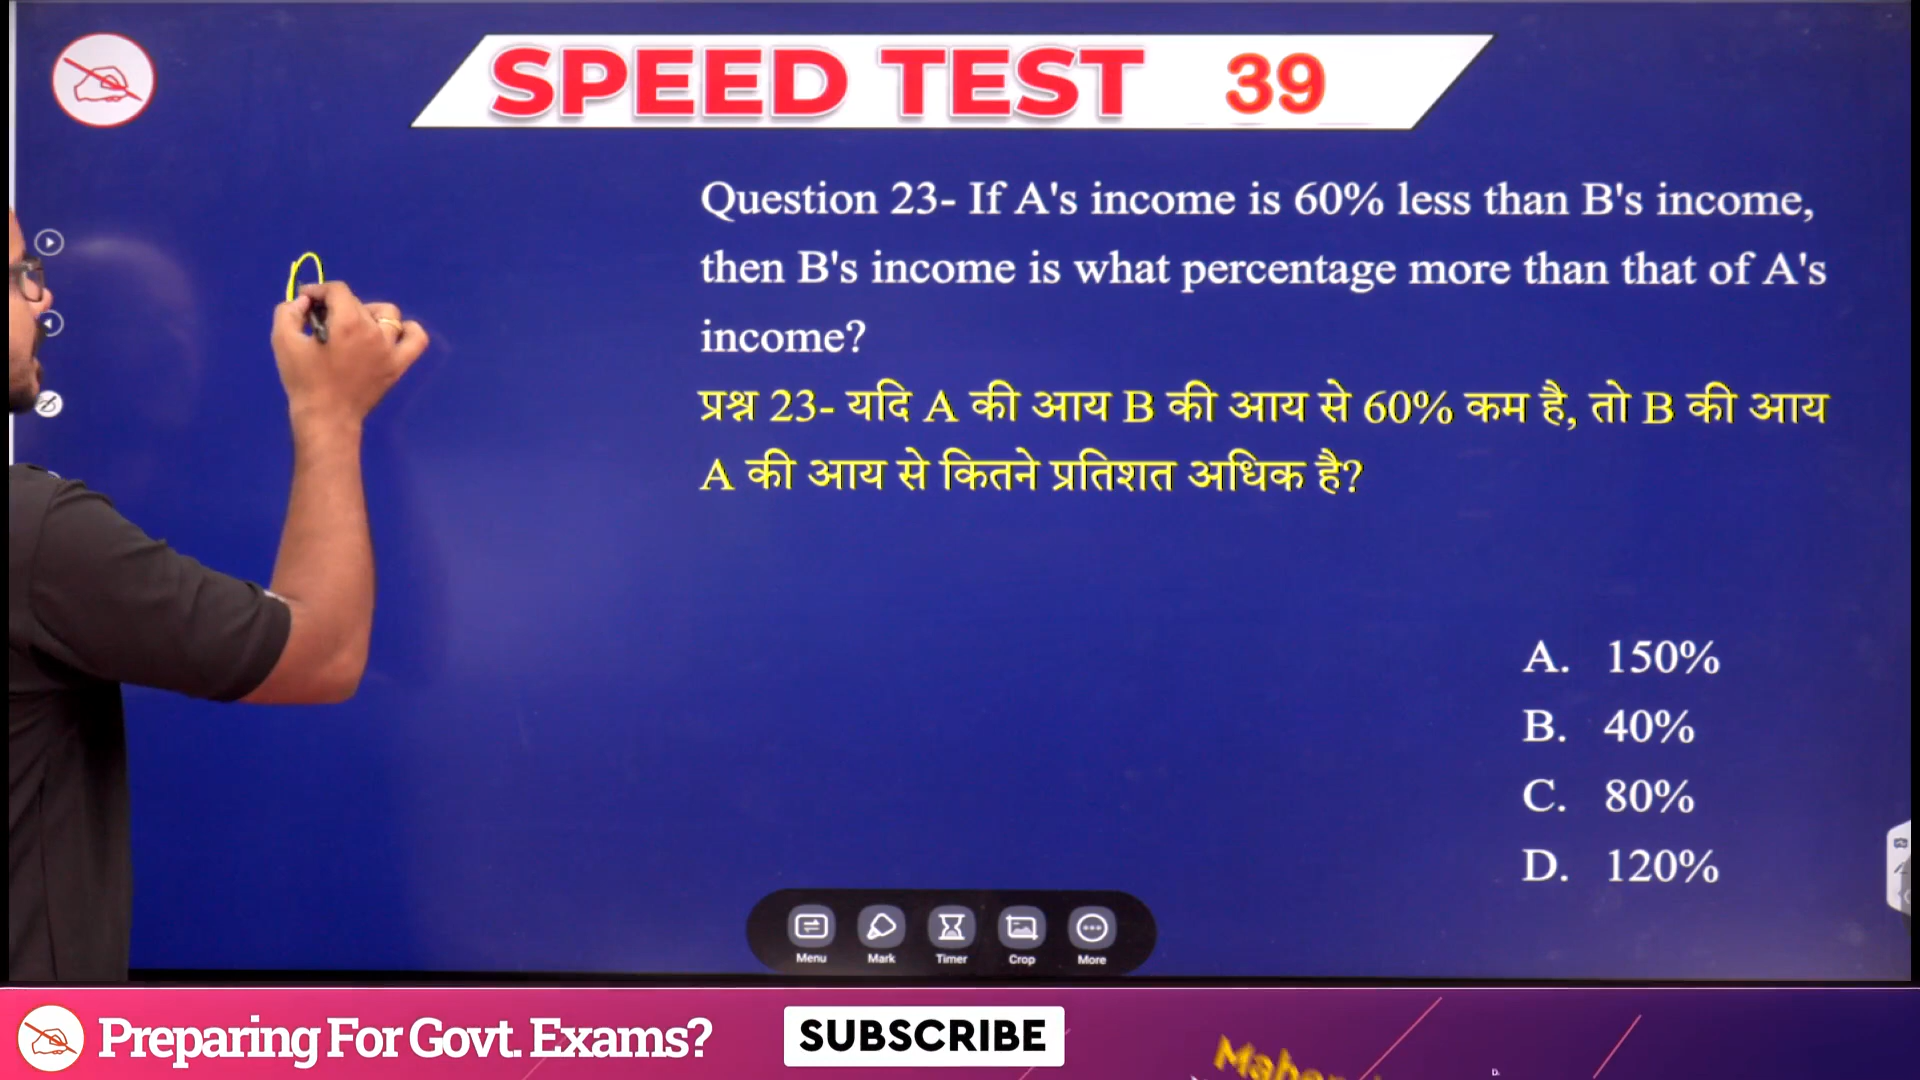 SPEED TEST 39
Question 23- If A's income is 60% less than B's income,
then B's income is what percentage more than that of A's
income?
प्रश्न 23- यदि A की आय B की आय से 60% कम है, तो B की आय
A की आय से कितने प्रतिशत अधिक है?
A. 150%
B. 40%
C. 80%
D. 120%
Menu Mark Timer Crop More
Preparing For Govt. Exams? SUBSCRIBE